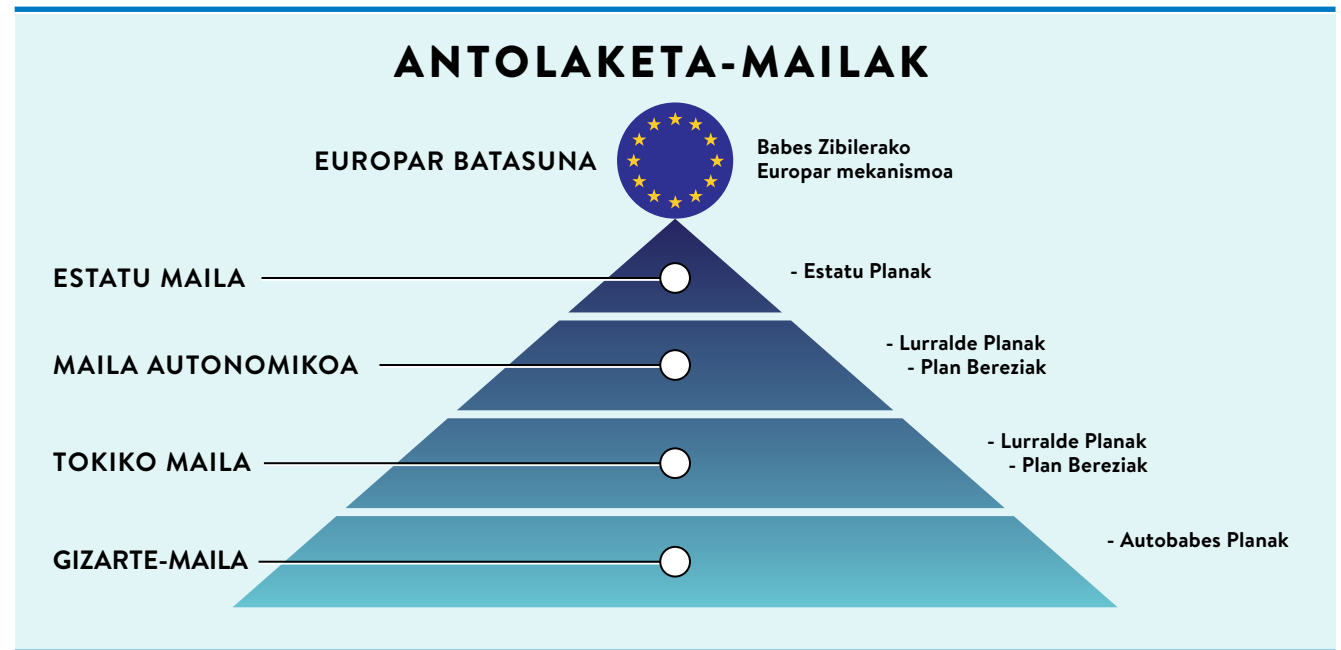 ANTOLAKETA-MAILAK
EUROPAR BATASUNA
Babes Zibilerako
Europar mekanismoa
ESTATU MAILA
- Estatu Planak
MAILA AUTONOMIKOA
- Lurralde Planak
- Plan Bereziak
TOKIKO MAILA
- Lurralde Planak
- Plan Bereziak
GIZARTE-MAILA
- Autobabes Planak